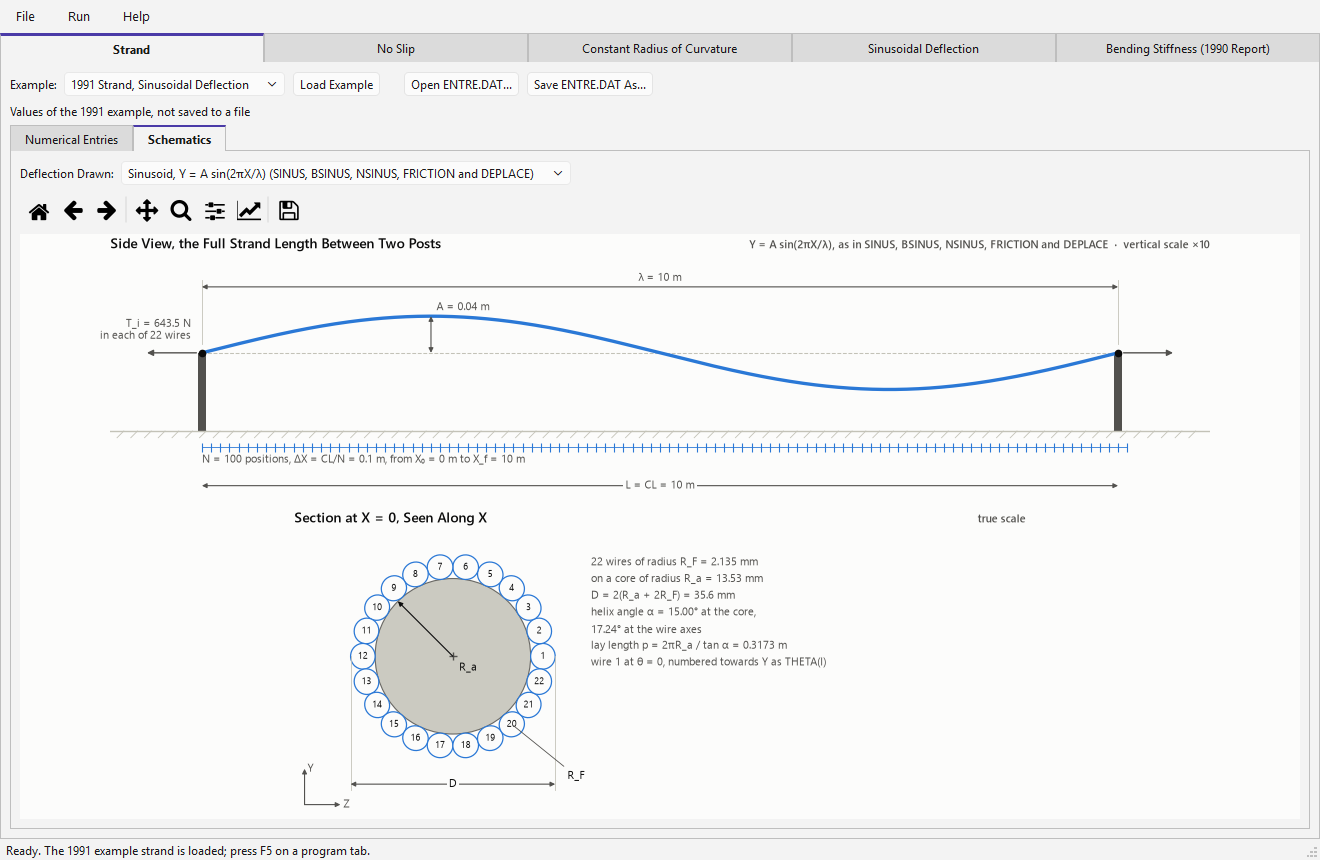 File Run Help
Strand No Slip Constant Radius of Curvature Sinusoidal Deflection Bending Stiffness (1990 Report)
Example: 1991 Strand, Sinusoidal Deflection Load Example Open ENTRE.DAT... Save ENTRE.DAT As...
Values of the 1991 example, not saved to a file
Numerical Entries Schematics
Deflection Drawn: Sinusoid, Y = A sin(2πX/λ) (SINUS, BSINUS, NSINUS, FRICTION and DEPLACE)
Side View, the Full Strand Length Between Two Posts
Y = A sin(2πX/λ), as in SINUS, BSINUS, NSINUS, FRICTION and DEPLACE · vertical scale ×10
λ = 10 m
A = 0.04 m
T_i = 643.5 N
in each of 22 wires
N = 100 positions, ΔX = CL/N = 0.1 m, from X₀ = 0 m to X_f = 10 m
L = CL = 10 m
Section at X = 0, Seen Along X
true scale
22 wires of radius R_F = 2.135 mm
on a core of radius R_a = 13.53 mm
D = 2(R_a + 2R_F) = 35.6 mm
helix angle α = 15.00° at the core,
17.24° at the wire axes
lay length p = 2πR_a / tan α = 0.3173 m
wire 1 at θ = 0, numbered towards Y as THETA(I)
1
2
3
4
5
6
7
8
9
10
11
12
13
14
15
16
17
18
19
20
21
22
R_a
R_F
D
Y
Z
Ready. The 1991 example strand is loaded; press F5 on a program tab.